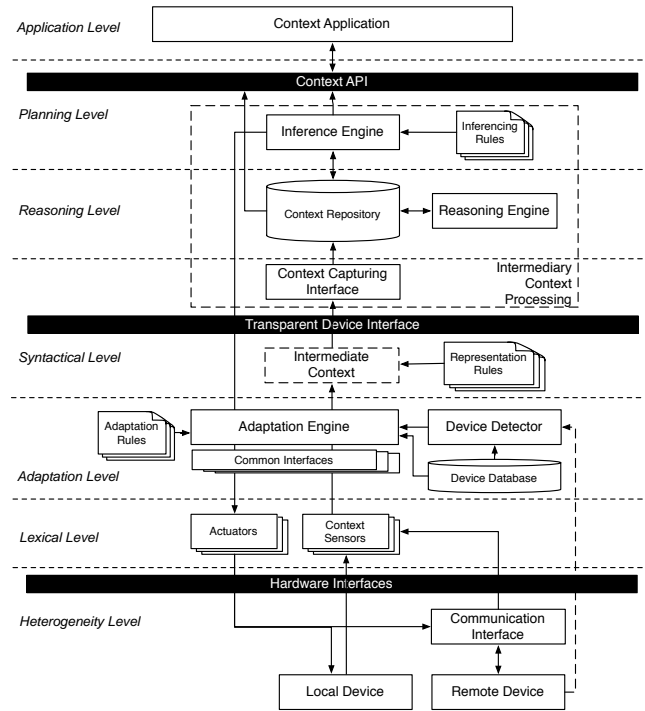 Application Level
Context Application
Context API
Planning Level
Inference Engine
Inferencing
Rules
Reasoning Level
Context Repository
Reasoning Engine
Context Capturing
Interface
Intermediary
Context
Processing
Transparent Device Interface
Syntactical Level
Intermediate
Context
Representation
Rules
Adaptation
Rules
Adaptation Engine
Device Detector
Common Interfaces
Device Database
Adaptation Level
Lexical Level
Actuators
Context
Sensors
Hardware Interfaces
Heterogeneity Level
Communication
Interface
Local Device
Remote Device